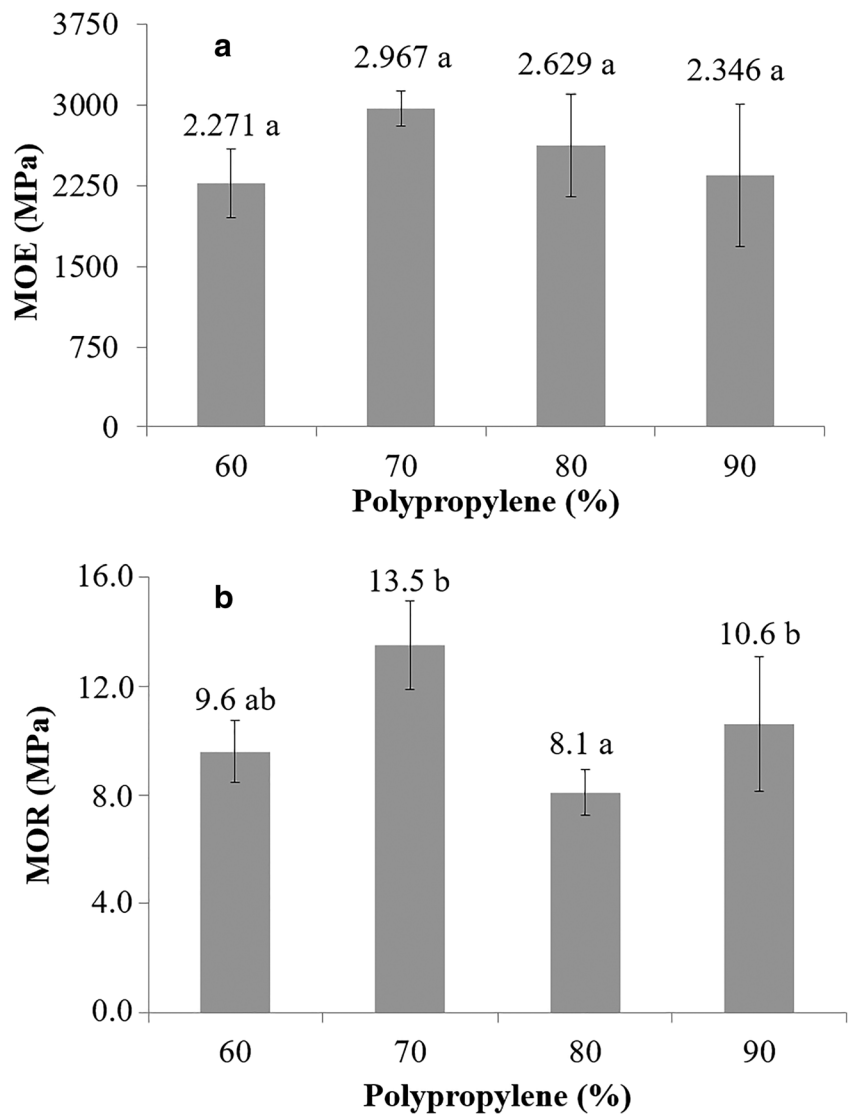 a
MOE (MPa)
3750
3000
2250
1500
750
0
2.271 a
2.967 a
2.629 a
2.346 a
60 70 80 90
Polypropylene (%)
b
MOR (MPa)
16.0
12.0
8.0
4.0
0.0
9.6 ab
13.5 b
8.1 a
10.6 b
60 70 80 90
Polypropylene (%)